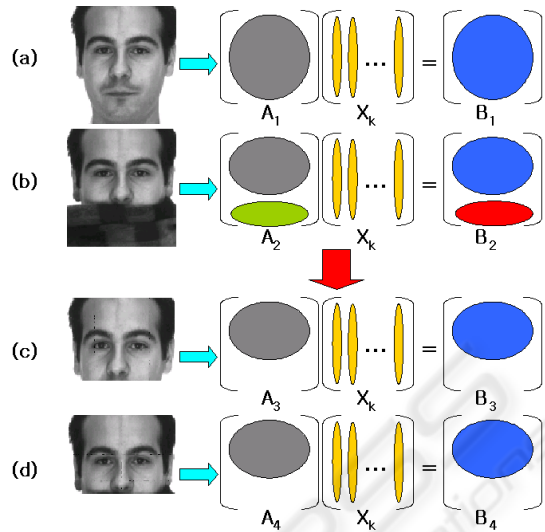 (a) ... =
A1 Xk B1
(b) ... =
A2 Xk B2
(c) ... =
A3 Xk B3
(d) ... =
A4 Xk B4